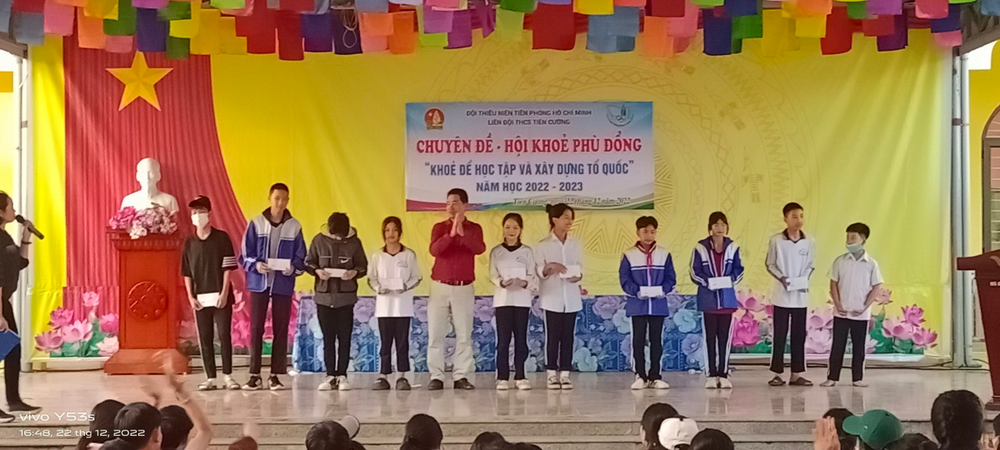 ĐỘI THIẾU NIÊN TIỀN PHONG HỒ CHÍ MINH
LIÊN ĐỘI THCS TIÊN CƯỜNG
CHUYÊN ĐỀ - HỘI KHOẺ PHÙ ĐỔNG
"KHOẺ ĐỂ HỌC TẬP VÀ XÂY DỰNG TỔ QUỐC"
NĂM HỌC 2022 - 2023
Tiên Cường, ngày 22 tháng 12 năm 2022
vivo Y53s
16:48, 22 thg 12, 2022